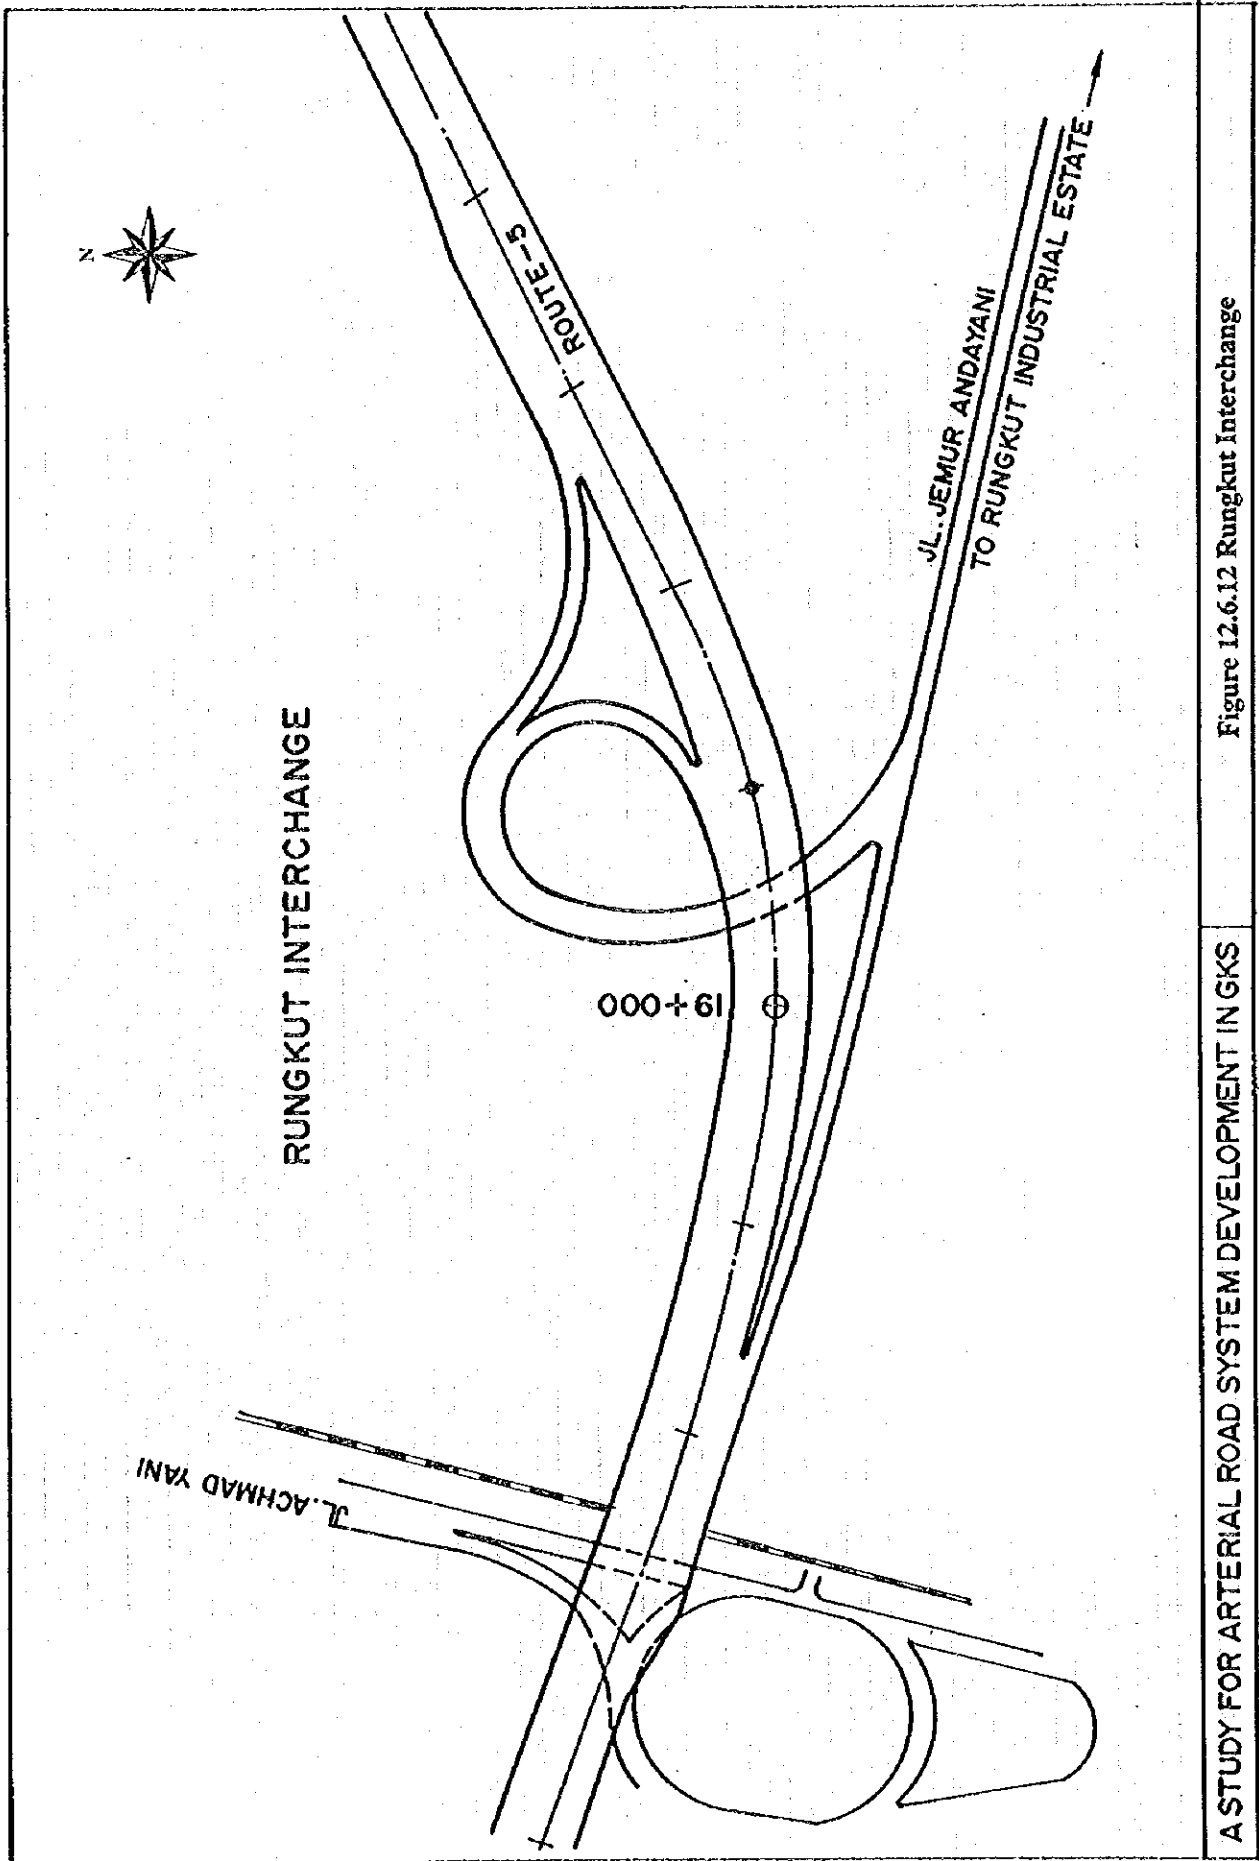 RUNGKUT INTERCHANGE
N
JL. ACHMAD YANI
19+000
ROUTE-5
JL. JEMUR ANDAYANI
TO RUNGKUT INDUSTRIAL ESTATE
A STUDY FOR ARTERIAL ROAD SYSTEM DEVELOPMENT IN GKS
Figure 12.6.12 Rungkut Interchange